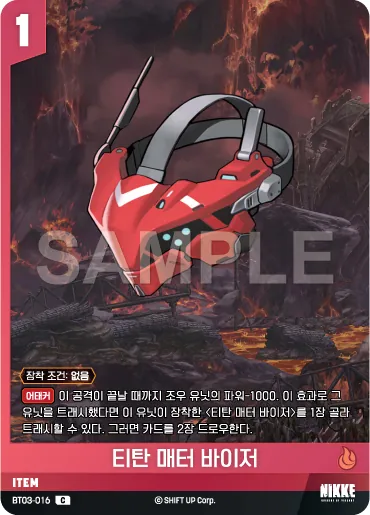 1
SAMPLE
장착 조건: 없음
어태커 이 공격이 끝날 때까지 조우 유닛의 파워-1000. 이 효과로 그
유닛을 트래시했다면 이 유닛이 장착한 <티탄 매터 바이저>를 1장 골라
트래시할 수 있다. 그러면 카드를 2장 드로우한다.
티탄 매터 바이저
ITEM
BT03-016 C ©SHIFT UP Corp.
NIKKE